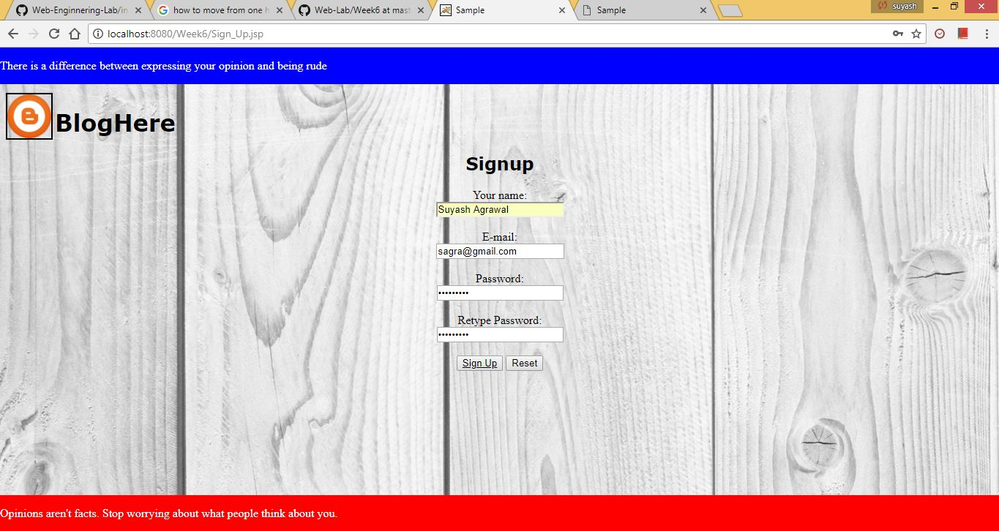 Web-Enginnering-Lab/in
how to move from one h
Web-Lab/Week6 at mast
Sample
Sample
suyash
localhost:8080/Week6/Sign_Up.jsp
There is a difference between expressing your opinion and being rude
BlogHere
Signup
Your name:
Suyash Agrawal
E-mail:
sagra@gmail.com
Password:
•••••••••
Retype Password:
•••••••••
Sign Up Reset
Opinions aren't facts. Stop worrying about what people think about you.